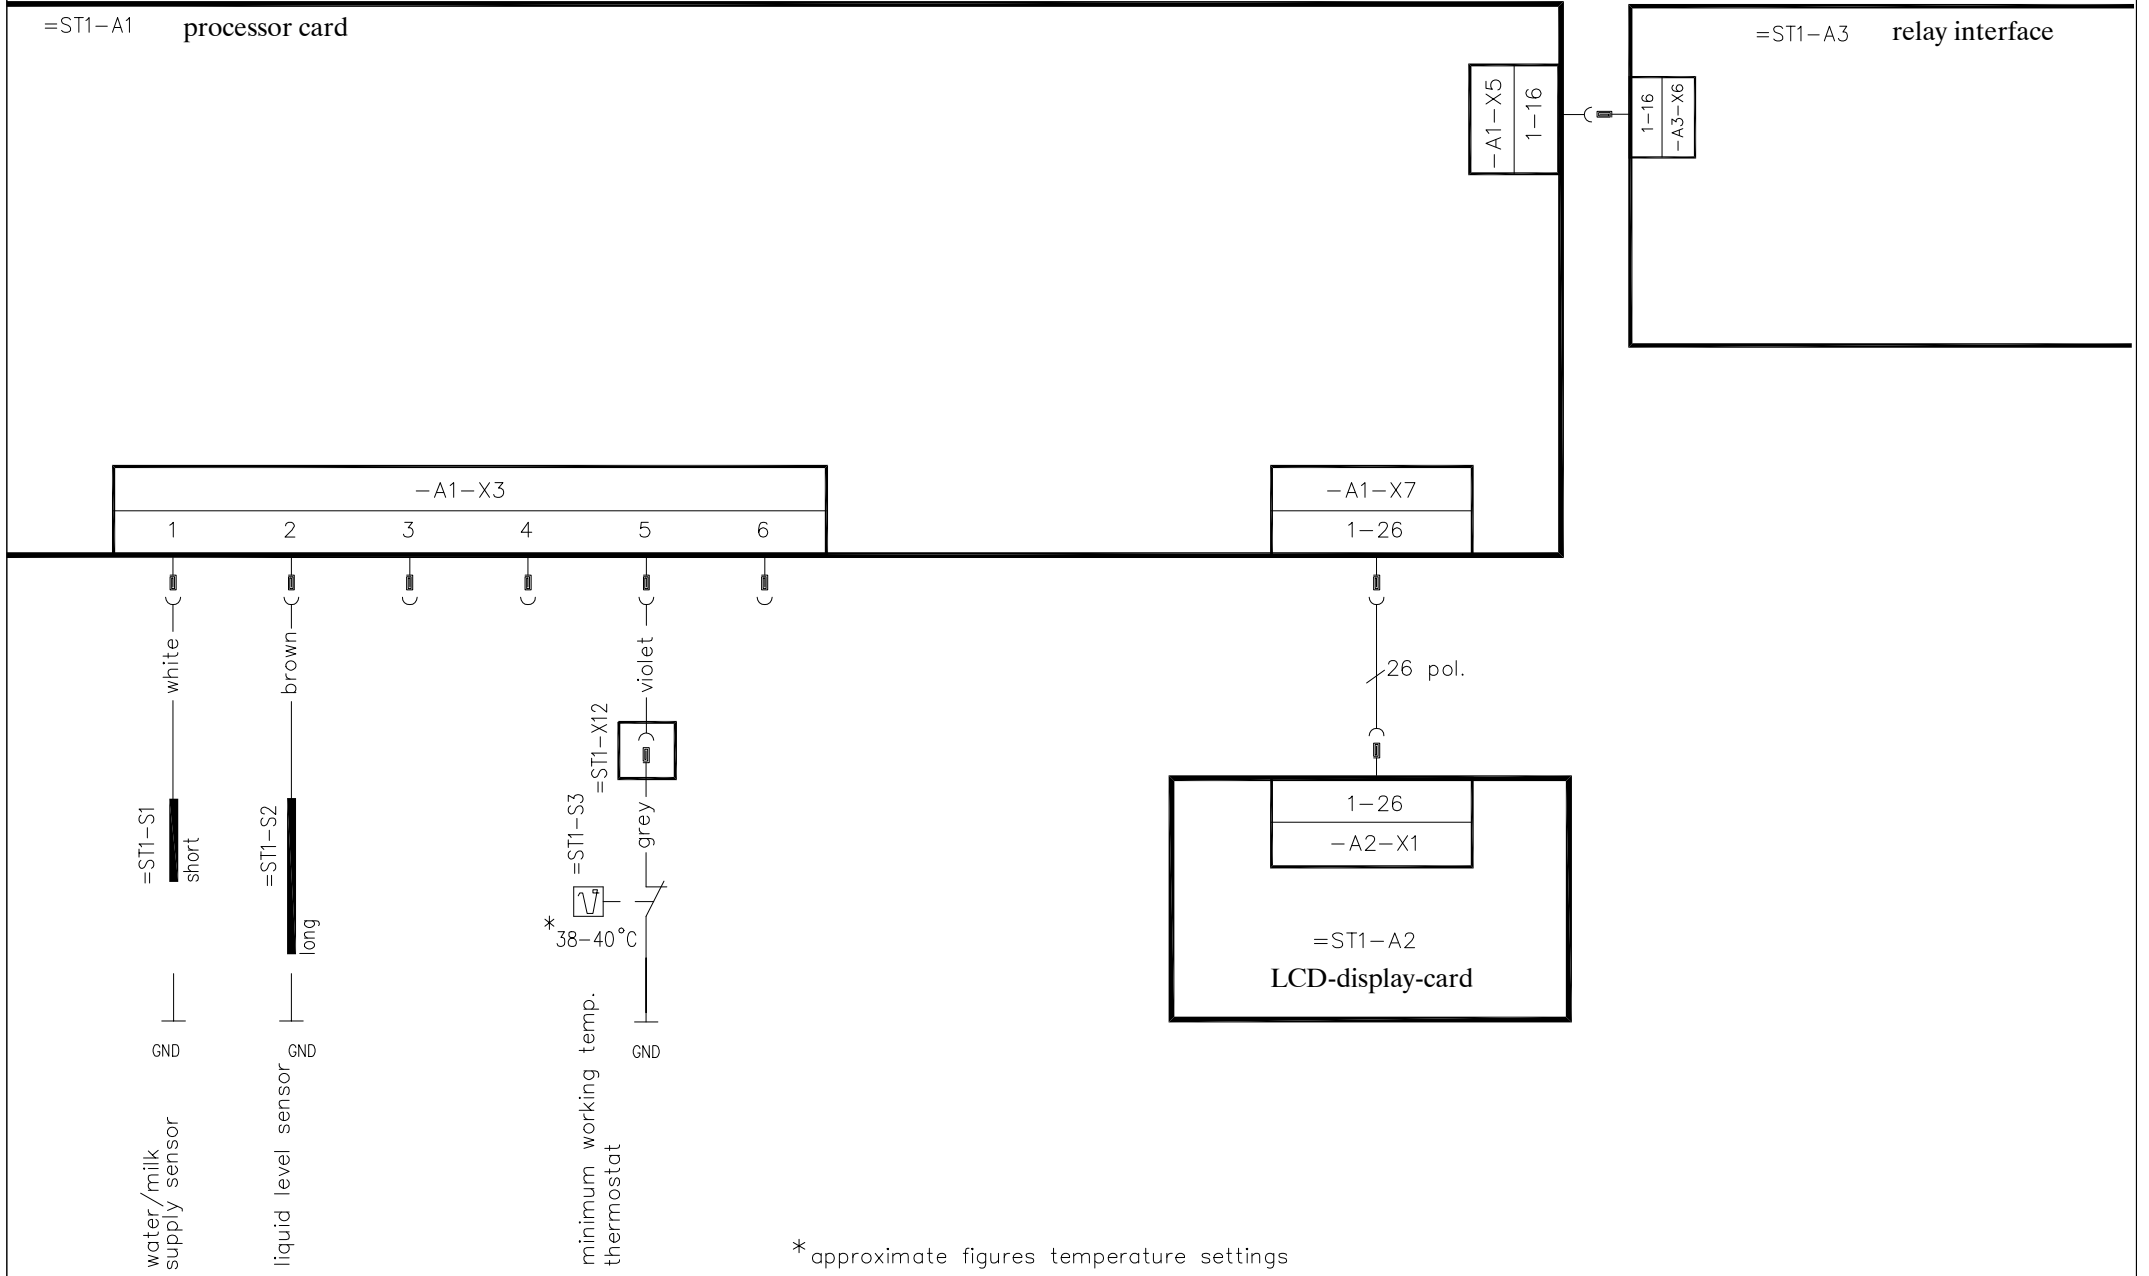 =ST1-A1 processor card
=ST1-A3 relay interface
-A1-X5
1-16
1-16
-A3-X6
-A1-X3
1 2 3 4 5 6
-A1-X7
1-26
white
brown
violet
26 pol.
=ST1-X12
=ST1-S1
short
=ST1-S2
long
=ST1-S3
grey
*38-40°C
1-26
-A2-X1
=ST1-A2
LCD-display-card
GND
GND
GND
water/milk
supply sensor
liquid level sensor
minimum working temp.
thermostat
*approximate figures temperature settings